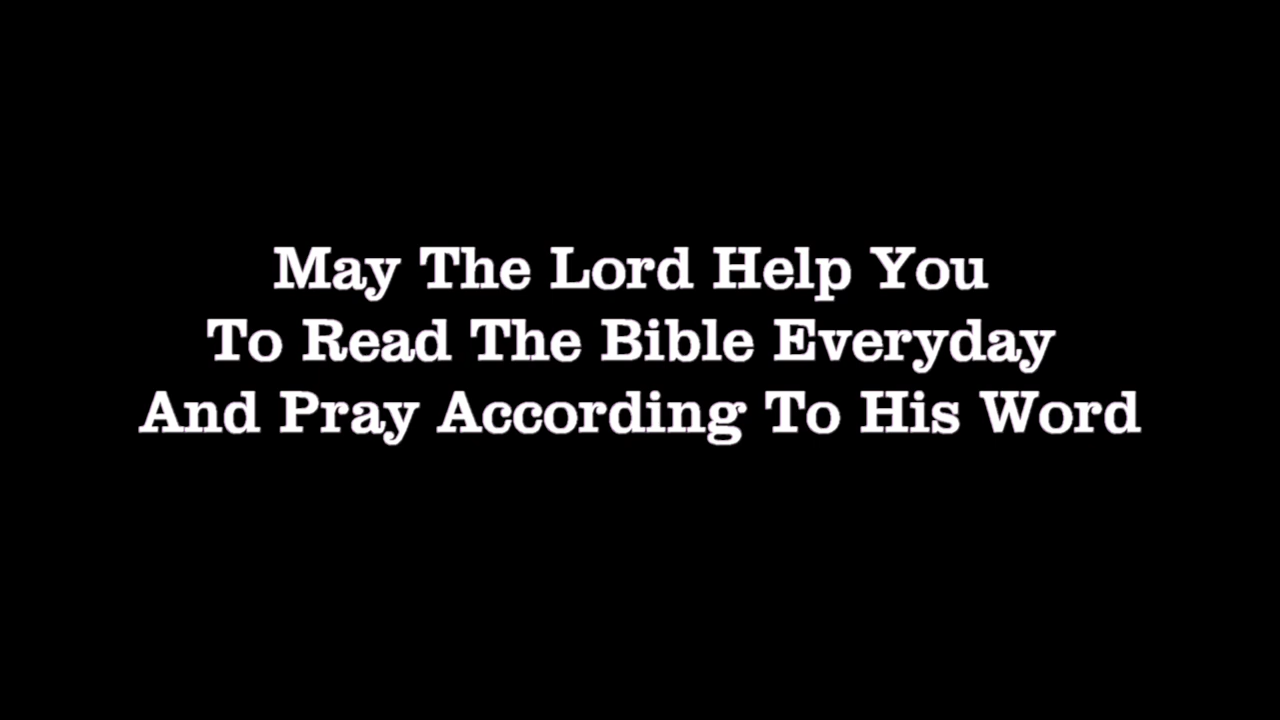 May The Lord Help You
To Read The Bible Everyday
And Pray According To His Word